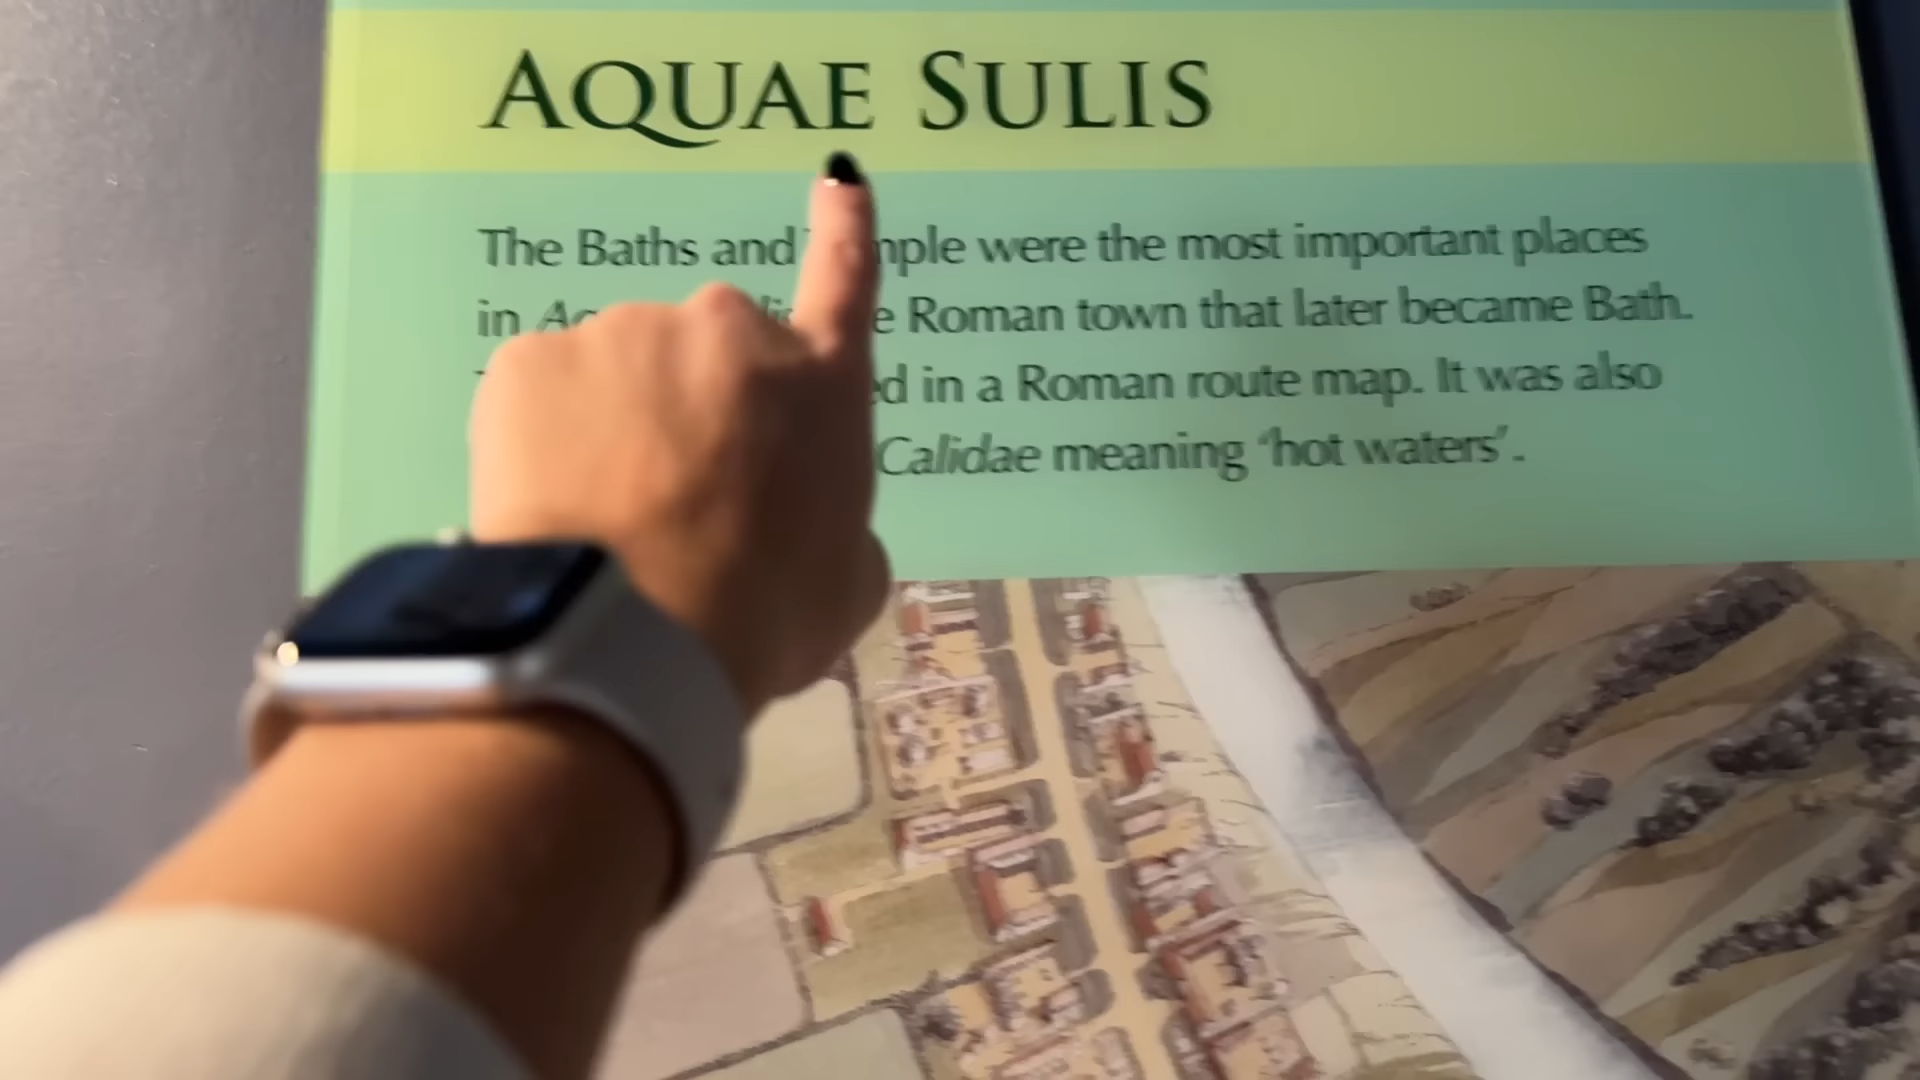 AQUAE SULIS
The Baths and mple were the most important places
in e Roman town that later became Bath.
ed in a Roman route map. It was also
Calidae meaning ‘hot waters’.